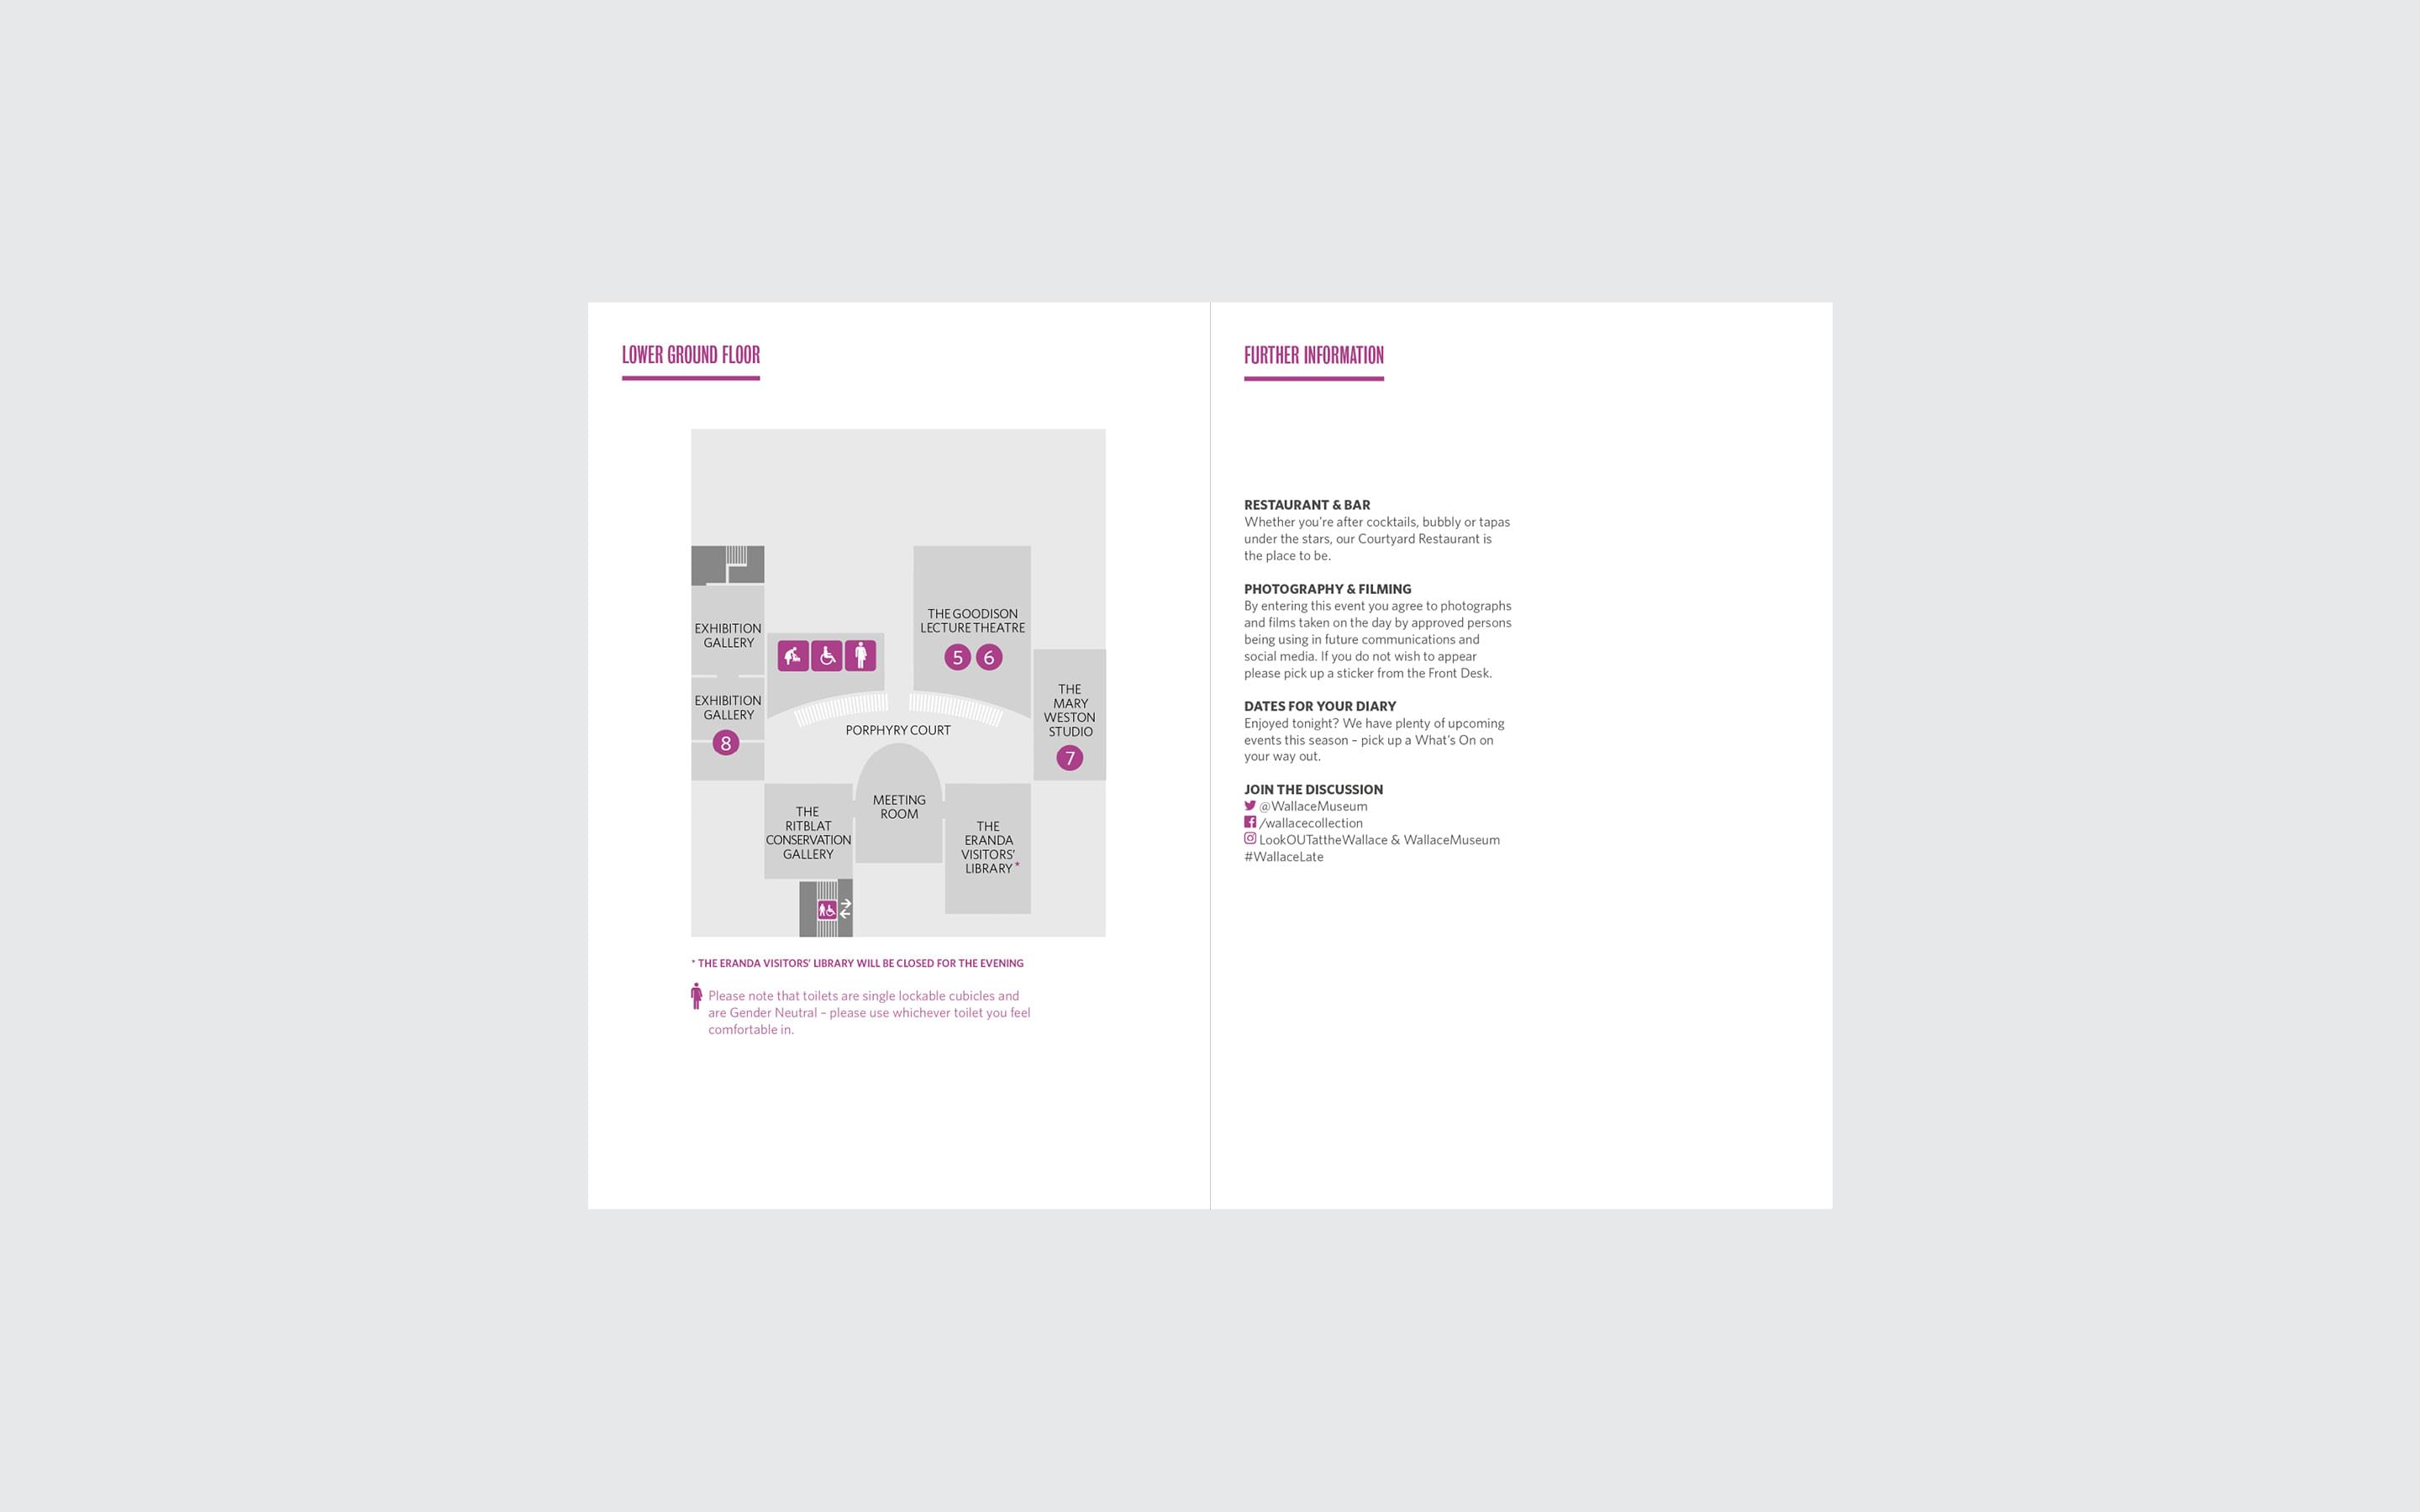 LOWER GROUND FLOOR
EXHIBITION
GALLERY
EXHIBITION
GALLERY
8
THE GOODISON
LECTURE THEATRE
5 6
THE
MARY
WESTON
STUDIO
7
PORPHYRY COURT
MEETING
ROOM
THE
RITBLAT
CONSERVATION
GALLERY
THE
ERANDA
VISITORS'
LIBRARY*
* THE ERANDA VISITORS' LIBRARY WILL BE CLOSED FOR THE EVENING
Please note that toilets are single lockable cubicles and
are Gender Neutral – please use whichever toilet you feel
comfortable in.
FURTHER INFORMATION
RESTAURANT & BAR
Whether you're after cocktails, bubbly or tapas
under the stars, our Courtyard Restaurant is
the place to be.
PHOTOGRAPHY & FILMING
By entering this event you agree to photographs
and films taken on the day by approved persons
being using in future communications and
social media. If you do not wish to appear
please pick up a sticker from the Front Desk.
DATES FOR YOUR DIARY
Enjoyed tonight? We have plenty of upcoming
events this season – pick up a What's On on
your way out.
JOIN THE DISCUSSION
@WallaceMuseum
/wallacecollection
LookOUTattheWallace & WallaceMuseum
#WallaceLate